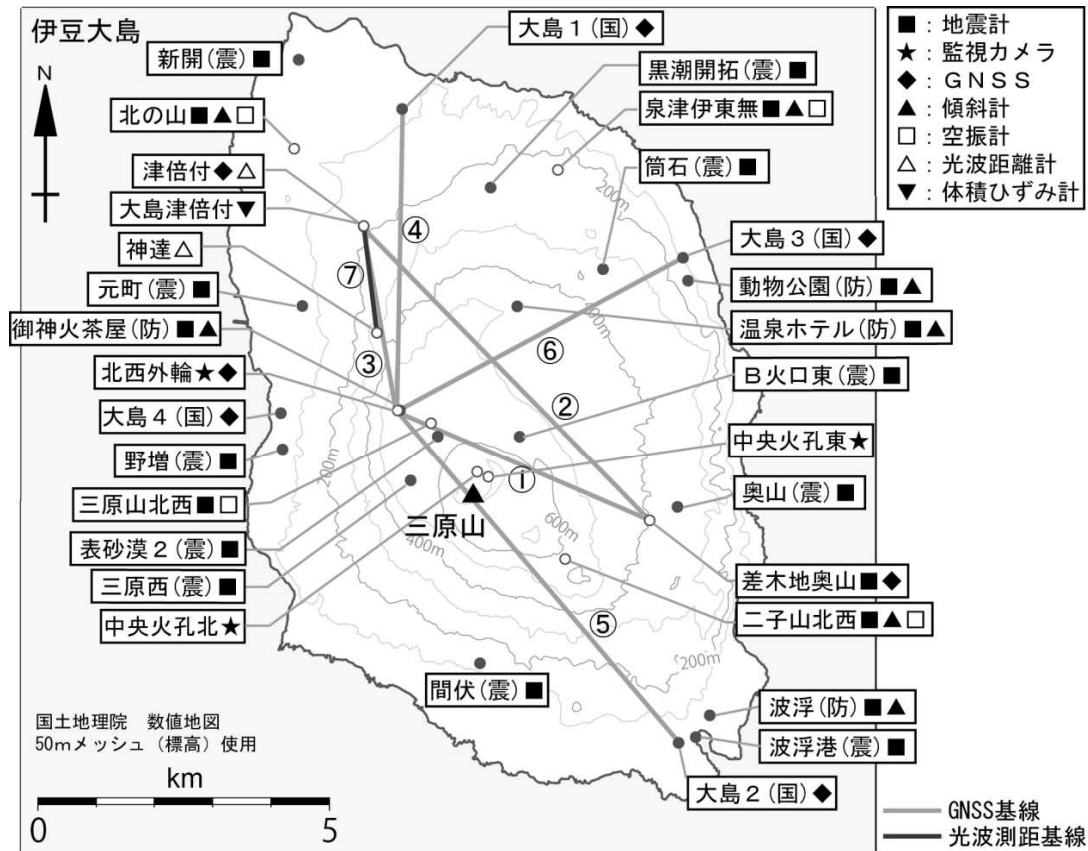 伊豆大島
N
大島1(国)◆
新開(震)■
黒潮開拓(震)■
北の山■▲□
泉津伊東無■▲□
津倍付◆△
筒石(震)■
大島津倍付▼
大島3(国)◆
神達△
動物公園(防)■▲
元町(震)■
温泉ホテル(防)■▲
御神火茶屋(防)■▲
B火口東(震)■
北西外輪★◆
中央火孔東★
大島4(国)◆
野増(震)■
奥山(震)■
三原山北西■□
三原山
表砂漠2(震)■
差木地奥山■◆
三原西(震)■
二子山北西■▲□
中央火孔北★
間伏(震)■
波浮(防)■▲
波浮港(震)■
大島2(国)◆
④
⑦
⑥
③
②
①
⑤
200m
400m
200m
600m
400m
200m
国土地理院 数値地図
50mメッシュ(標高)使用
km
0 5
■:地震計
★:監視カメラ
◆:GNSS
▲:傾斜計
□:空振計
△:光波距離計
▼:体積ひずみ計
GNSS基線
光波測距基線